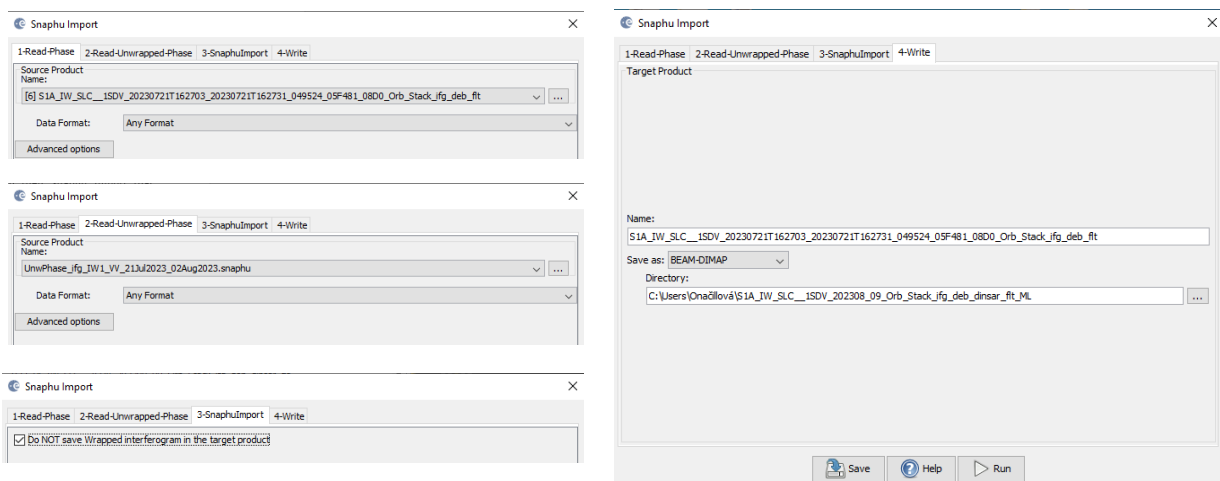 Snaphu Import
1-Read-Phase 2-Read-Unwrapped-Phase 3-SnaphuImport 4-Write
Source Product
Name:
[6] S1A_IW_SLC__1SDV_20230721T162703_20230721T162731_049524_05F481_08D0_Orb_Stack_ifg_deb_flt
...
Data Format: Any Format
Advanced options
Snaphu Import
1-Read-Phase 2-Read-Unwrapped-Phase 3-SnaphuImport 4-Write
Source Product
Name:
UnwPhase_ifg_IW1_VV_21Jul2023_02Aug2023.snaphu
...
Data Format: Any Format
Advanced options
Snaphu Import
1-Read-Phase 2-Read-Unwrapped-Phase 3-SnaphuImport 4-Write
Do NOT save Wrapped interferogram in the target product
Snaphu Import
1-Read-Phase 2-Read-Unwrapped-Phase 3-SnaphuImport 4-Write
Target Product
Name:
S1A_IW_SLC__1SDV_20230721T162703_20230721T162731_049524_05F481_08D0_Orb_Stack_ifg_deb_flt
Save as: BEAM-DIMAP
Directory:
C:\Users\Onačillová\S1A_IW_SLC__1SDV_202308_09_Orb_Stack_ifg_deb_dinsar_flt_ML
...
Save Help Run